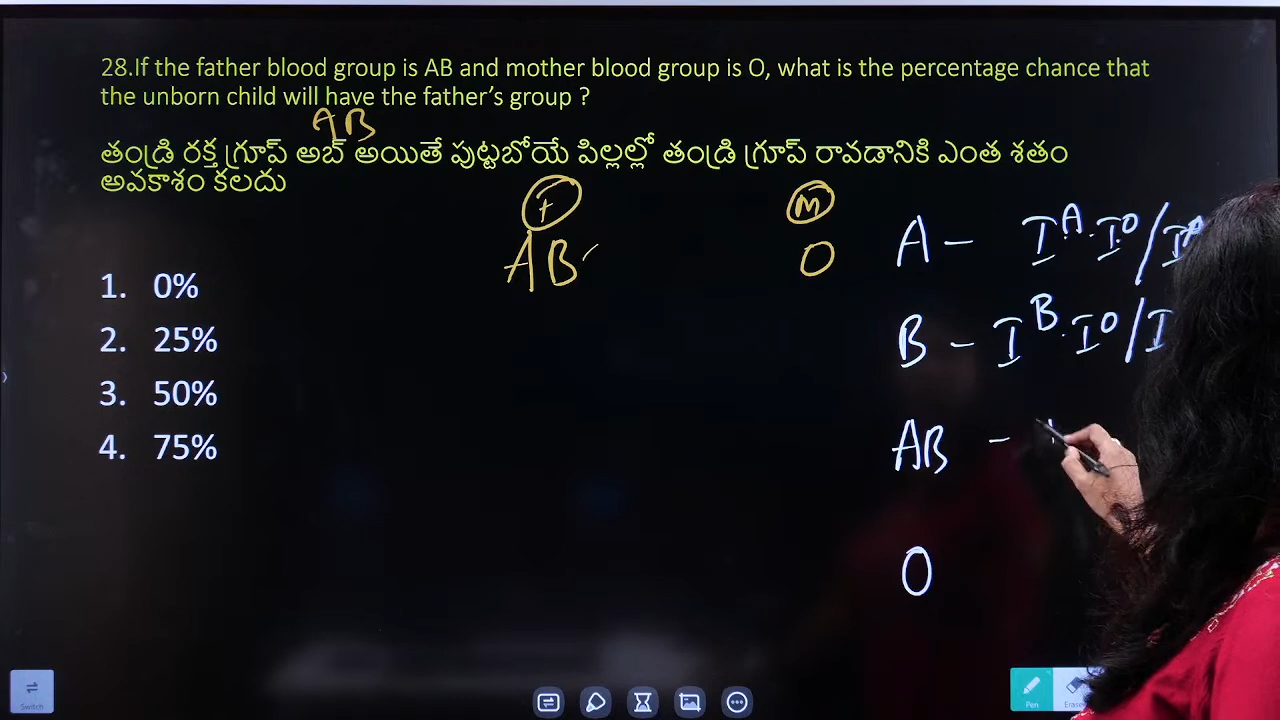 28.If the father blood group is AB and mother blood group is O, what is the percentage chance that
the unborn child will have the father's group ?
AB
తండ్రి రక్త గ్రూప్ అబ్ అయితే పుట్టబోయే పిల్లల్లో తండ్రి గ్రూప్ రావడానికి ఎంత శతం
అవకాశం కలదు
F M
AB O
1. 0%
2. 25%
3. 50%
4. 75%
A – I^A I^O / I^A
B – I^B I^O / I
AB –
O
Switch
Pen